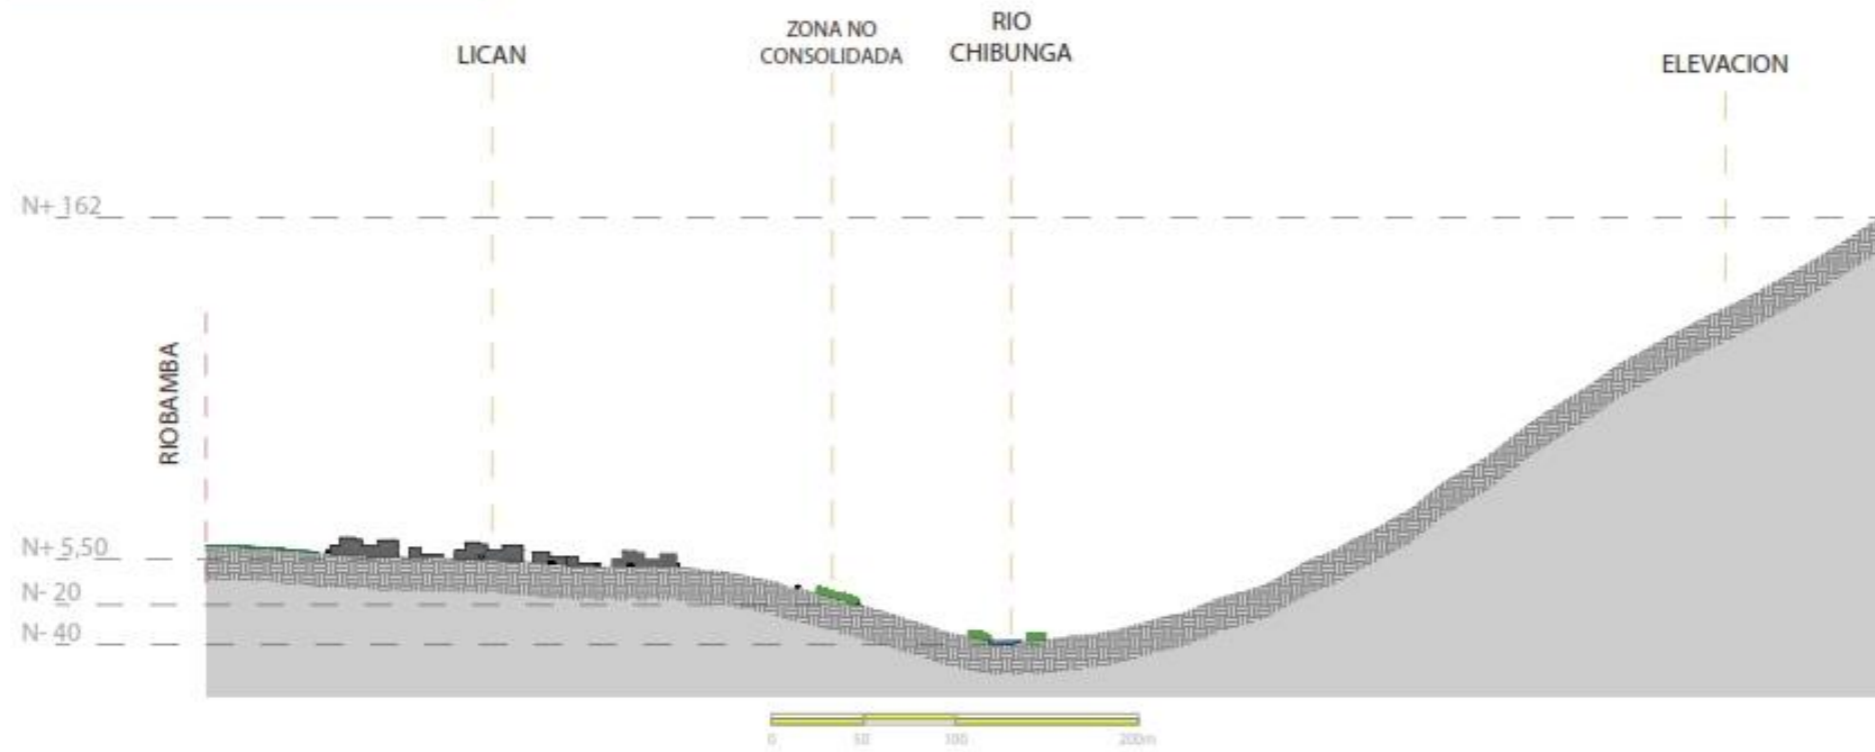 LICAN
ZONA NO
CONSOLIDADA
RIO
CHIBUNGA
ELEVACION
N+ 162
RIOBAMBA
N+ 5,50
N- 20
N- 40
0 50 100 200m